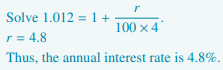 Solve 1.012 = 1 + r / (100 × 4).
r = 4.8
Thus, the annual interest rate is 4.8%.